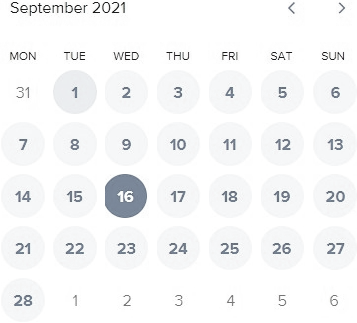 September 2021
MON TUE WED THU FRI SAT SUN
31 1 2 3 4 5 6
7 8 9 10 11 12 13
14 15 16 17 18 19 20
21 22 23 24 25 26 27
28 1 2 3 4 5 6